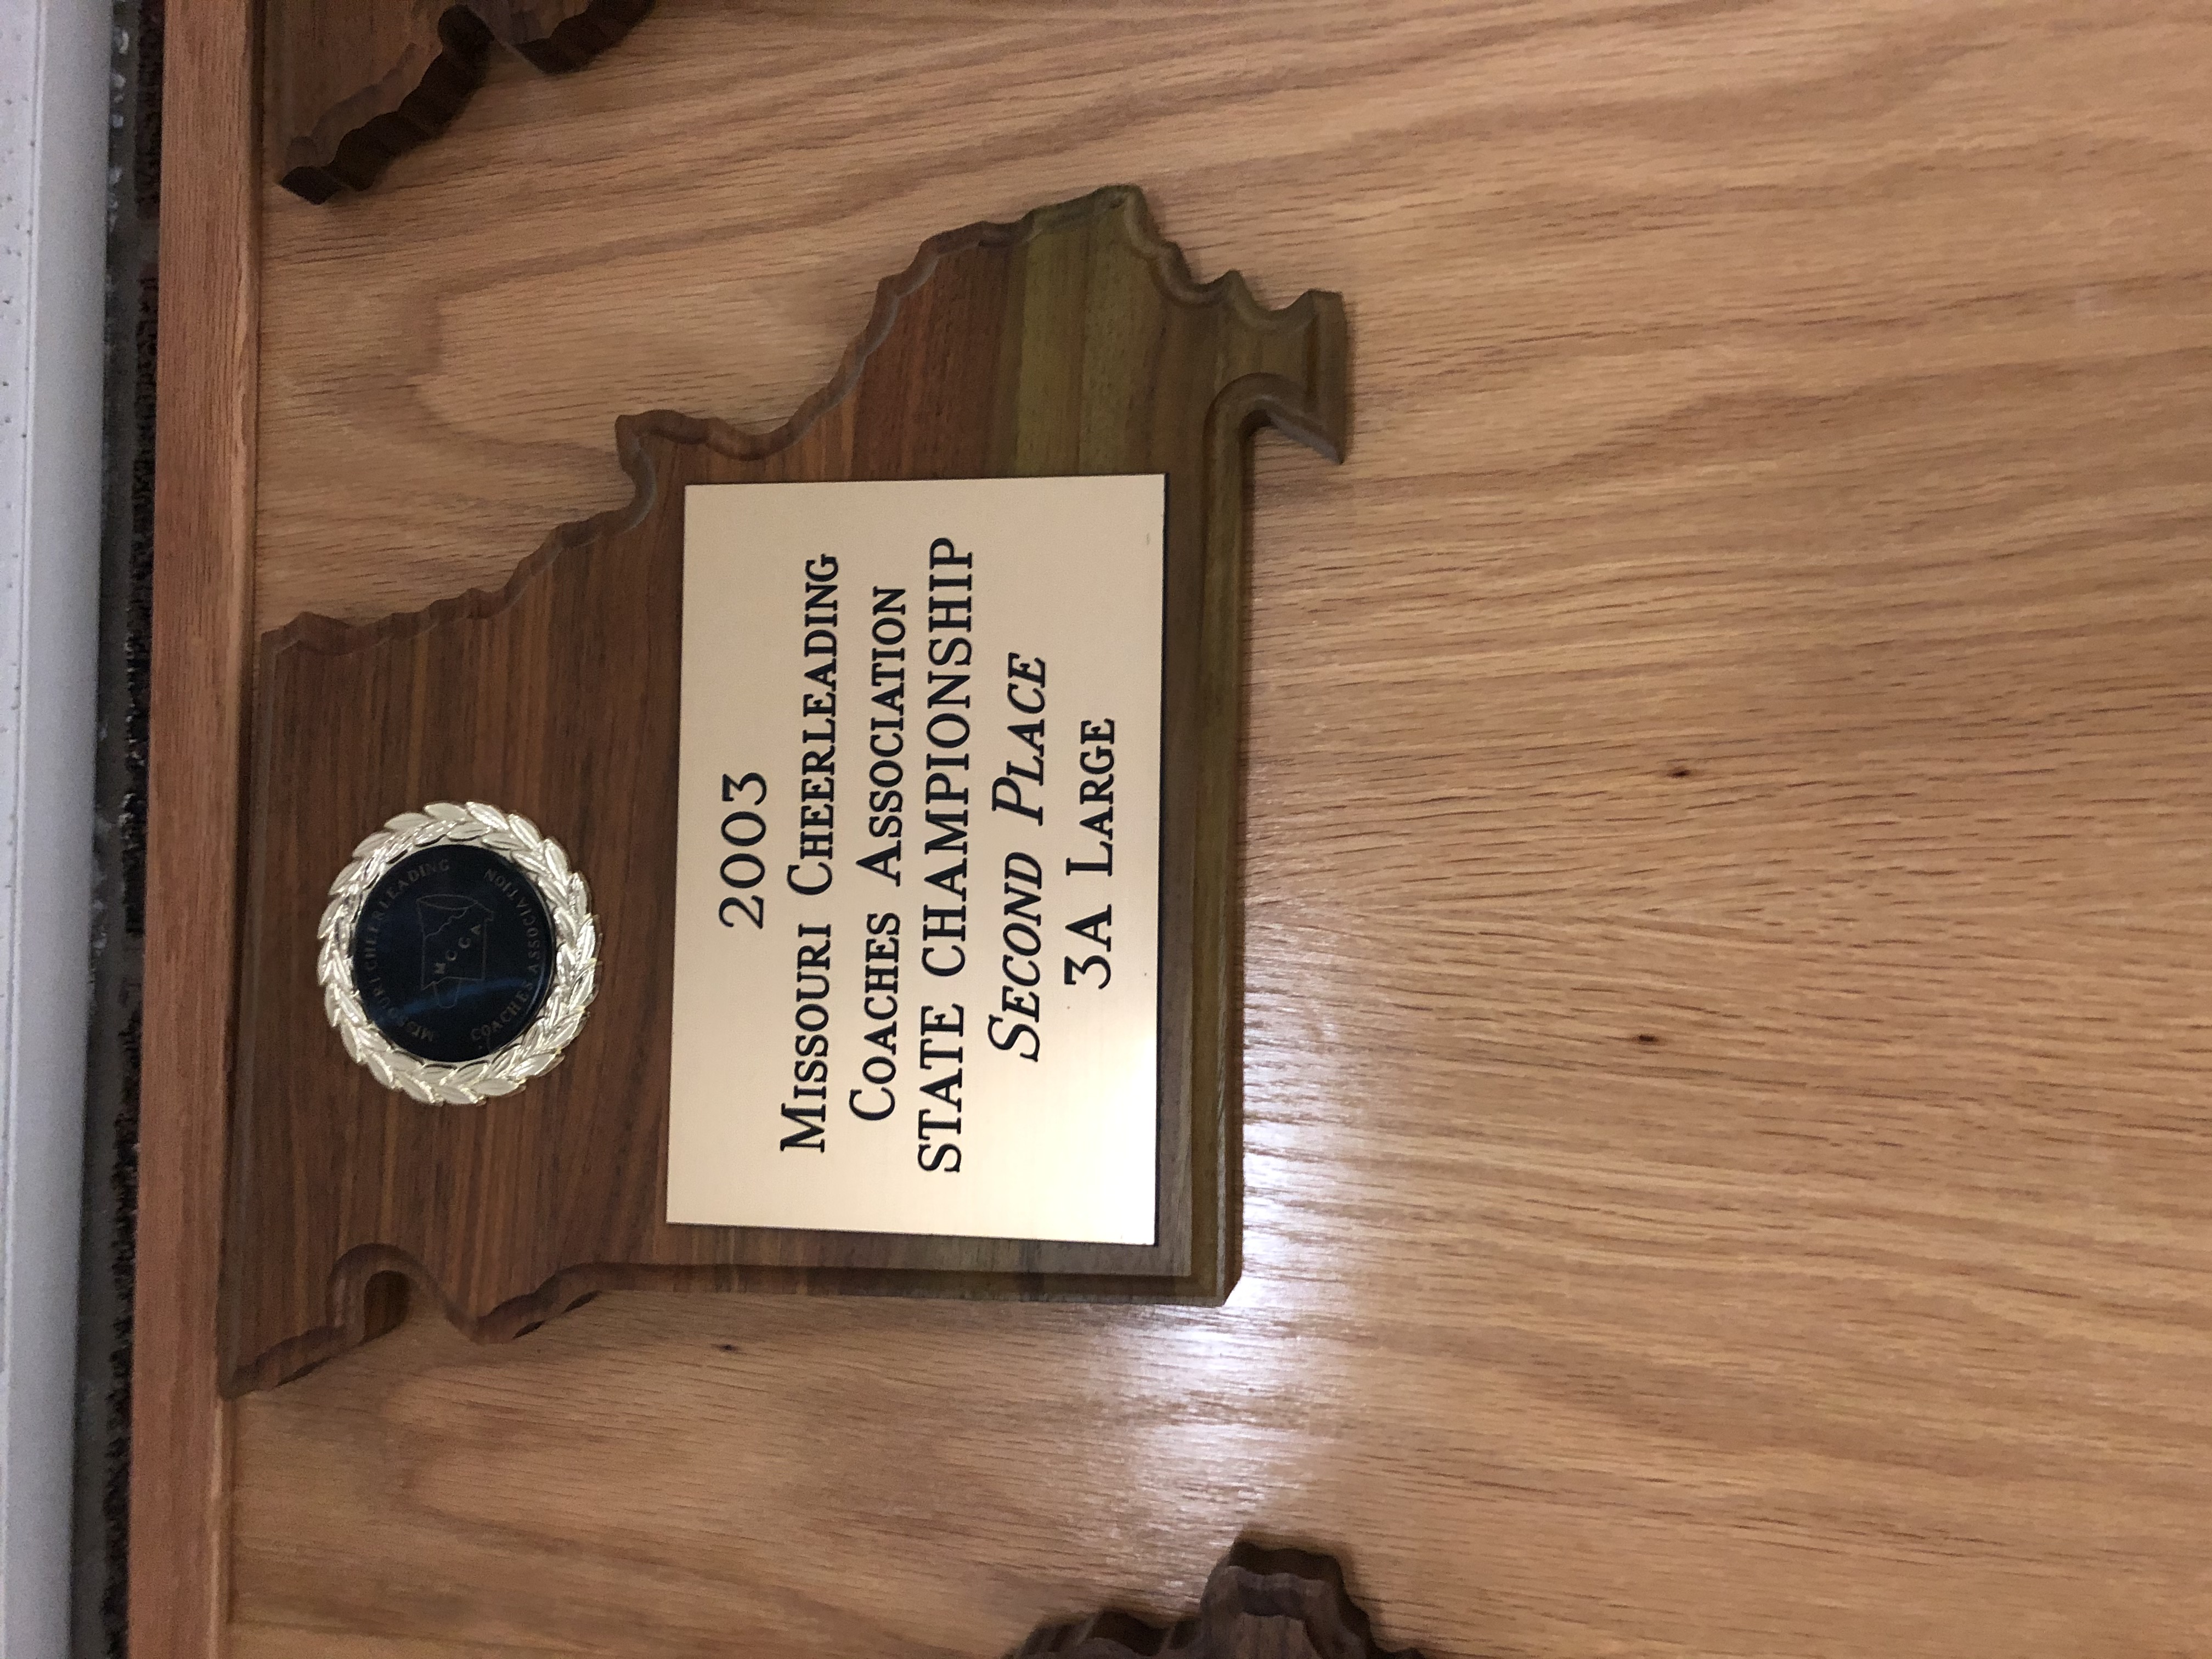 MISSOURI CHEERLEADING
MCCA
COACHES ASSOCIATION
2003
MISSOURI CHEERLEADING
COACHES ASSOCIATION
STATE CHAMPIONSHIP
SECOND PLACE
3A LARGE